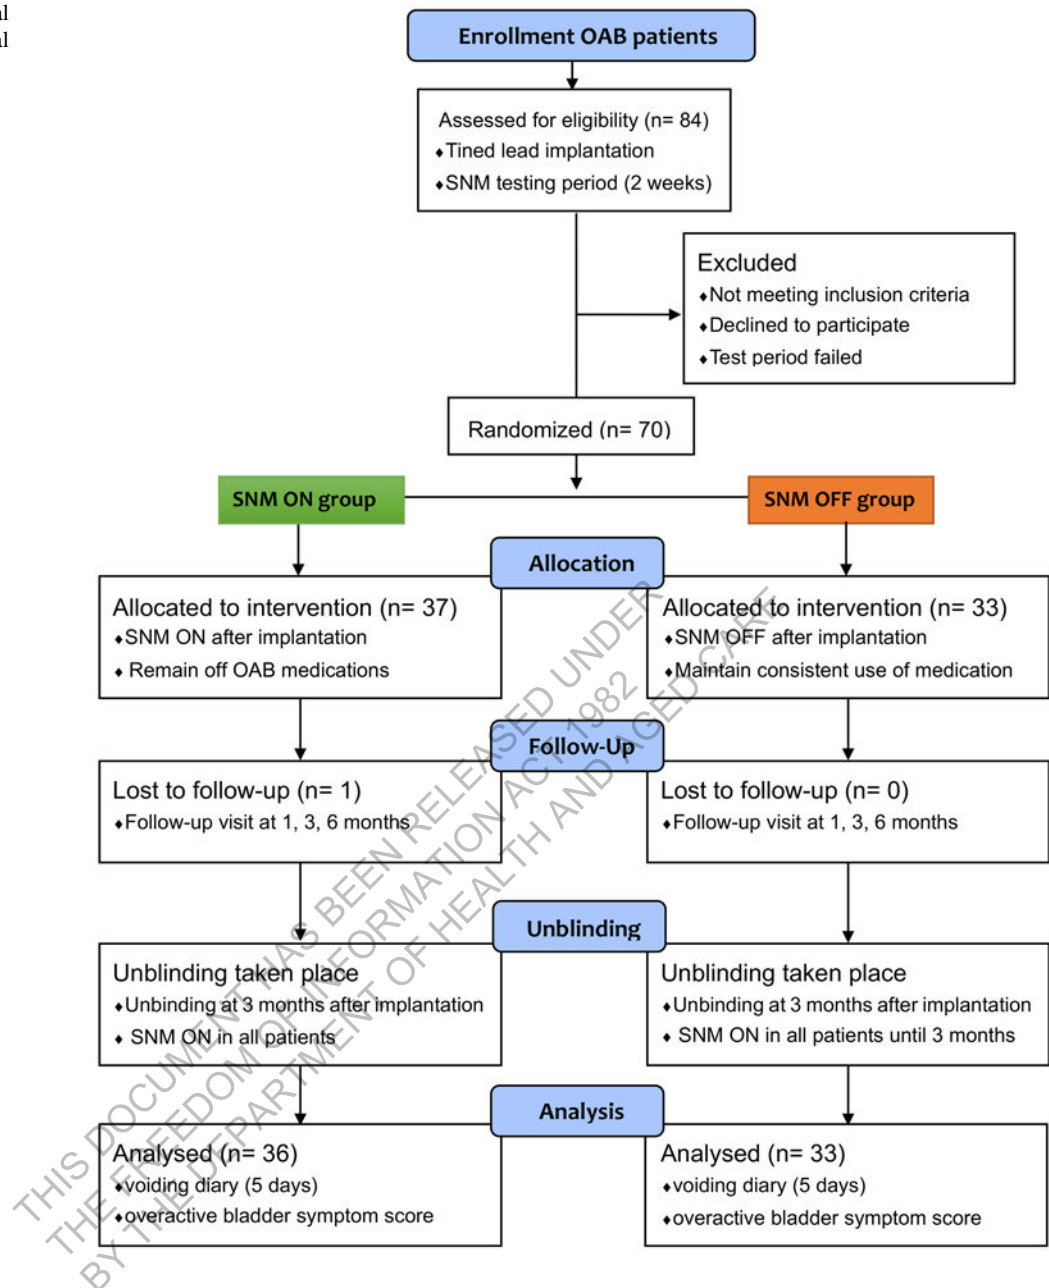 al
al
Enrollment OAB patients
Assessed for eligibility (n= 84)
♦Tined lead implantation
♦SNM testing period (2 weeks)
Excluded
♦Not meeting inclusion criteria
♦Declined to participate
♦Test period failed
Randomized (n= 70)
SNM ON group
SNM OFF group
Allocation
Allocated to intervention (n= 37)
♦SNM ON after implantation
♦ Remain off OAB medications
Allocated to intervention (n= 33)
♦SNM OFF after implantation
♦Maintain consistent use of medication
Follow-Up
Lost to follow-up (n= 1)
♦Follow-up visit at 1, 3, 6 months
Lost to follow-up (n= 0)
♦Follow-up visit at 1, 3, 6 months
Unblinding
Unblinding taken place
♦Unbinding at 3 months after implantation
♦ SNM ON in all patients
Unblinding taken place
♦Unbinding at 3 months after implantation
♦ SNM ON in all patients until 3 months
Analysis
Analysed (n= 36)
♦voiding diary (5 days)
♦overactive bladder symptom score
Analysed (n= 33)
♦voiding diary (5 days)
♦overactive bladder symptom score
THIS DOCUMENT HAS BEEN RELEASED UNDER
THE FREEDOM OF INFORMATION ACT 1982
BY THE DEPARTMENT OF HEALTH AND AGED CARE